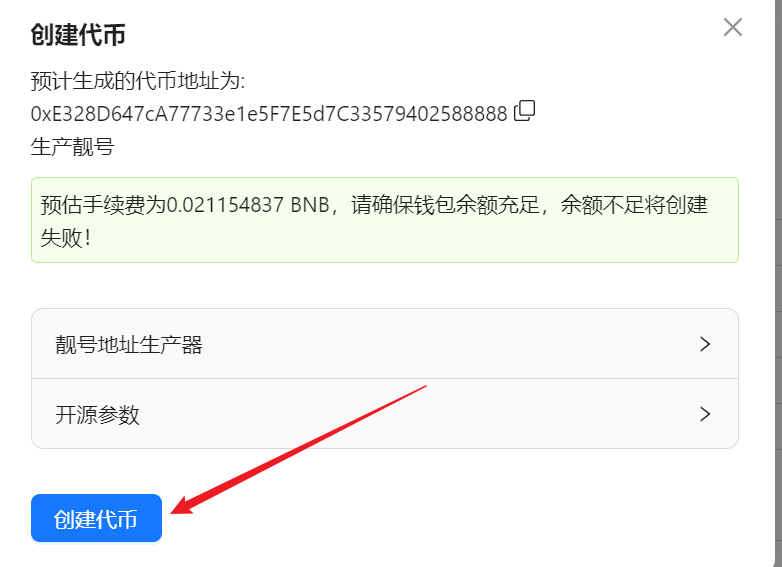 创建代币
预计生成的代币地址为:
0xE328D647cA77733e1e5F7E5d7C33579402588888
生产靓号
预估手续费为0.021154837 BNB，请确保钱包余额充足，余额不足将创建
失败！
靓号地址生产器
开源参数
创建代币